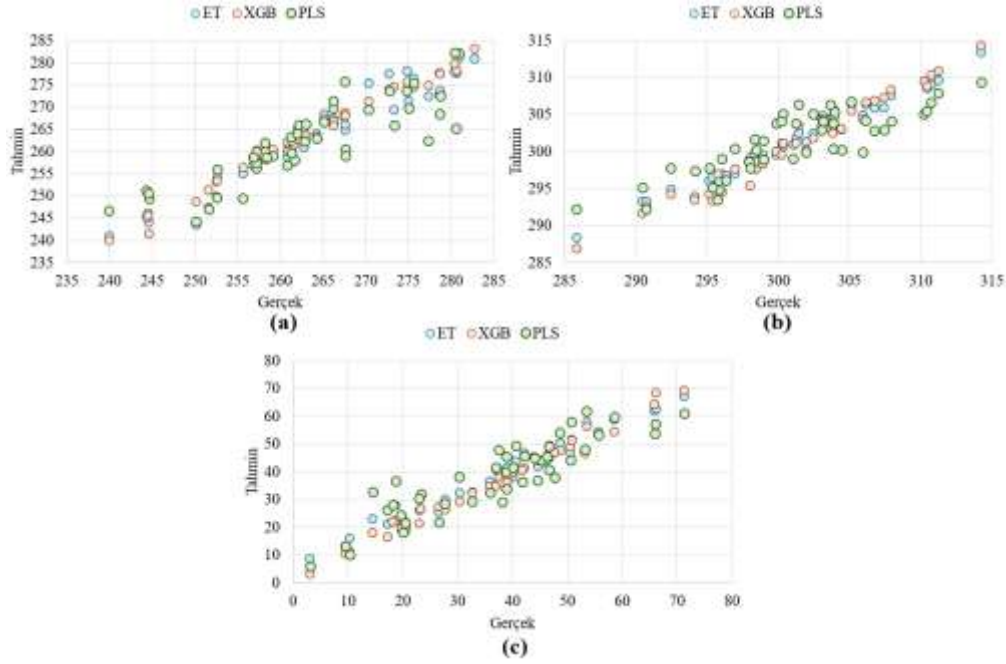 ET XGB PLS
285
280
275
270
265
260
255
250
245
240
235
Tahmin
235 240 245 250 255 260 265 270 275 280 285
Gerçek
(a)
ET XGB PLS
315
310
305
300
295
290
285
Tahmin
285 290 295 300 305 310 315
Gerçek
(b)
ET XGB PLS
80
70
60
50
40
30
20
10
0
Tahmin
0 10 20 30 40 50 60 70 80
Gerçek
(c)